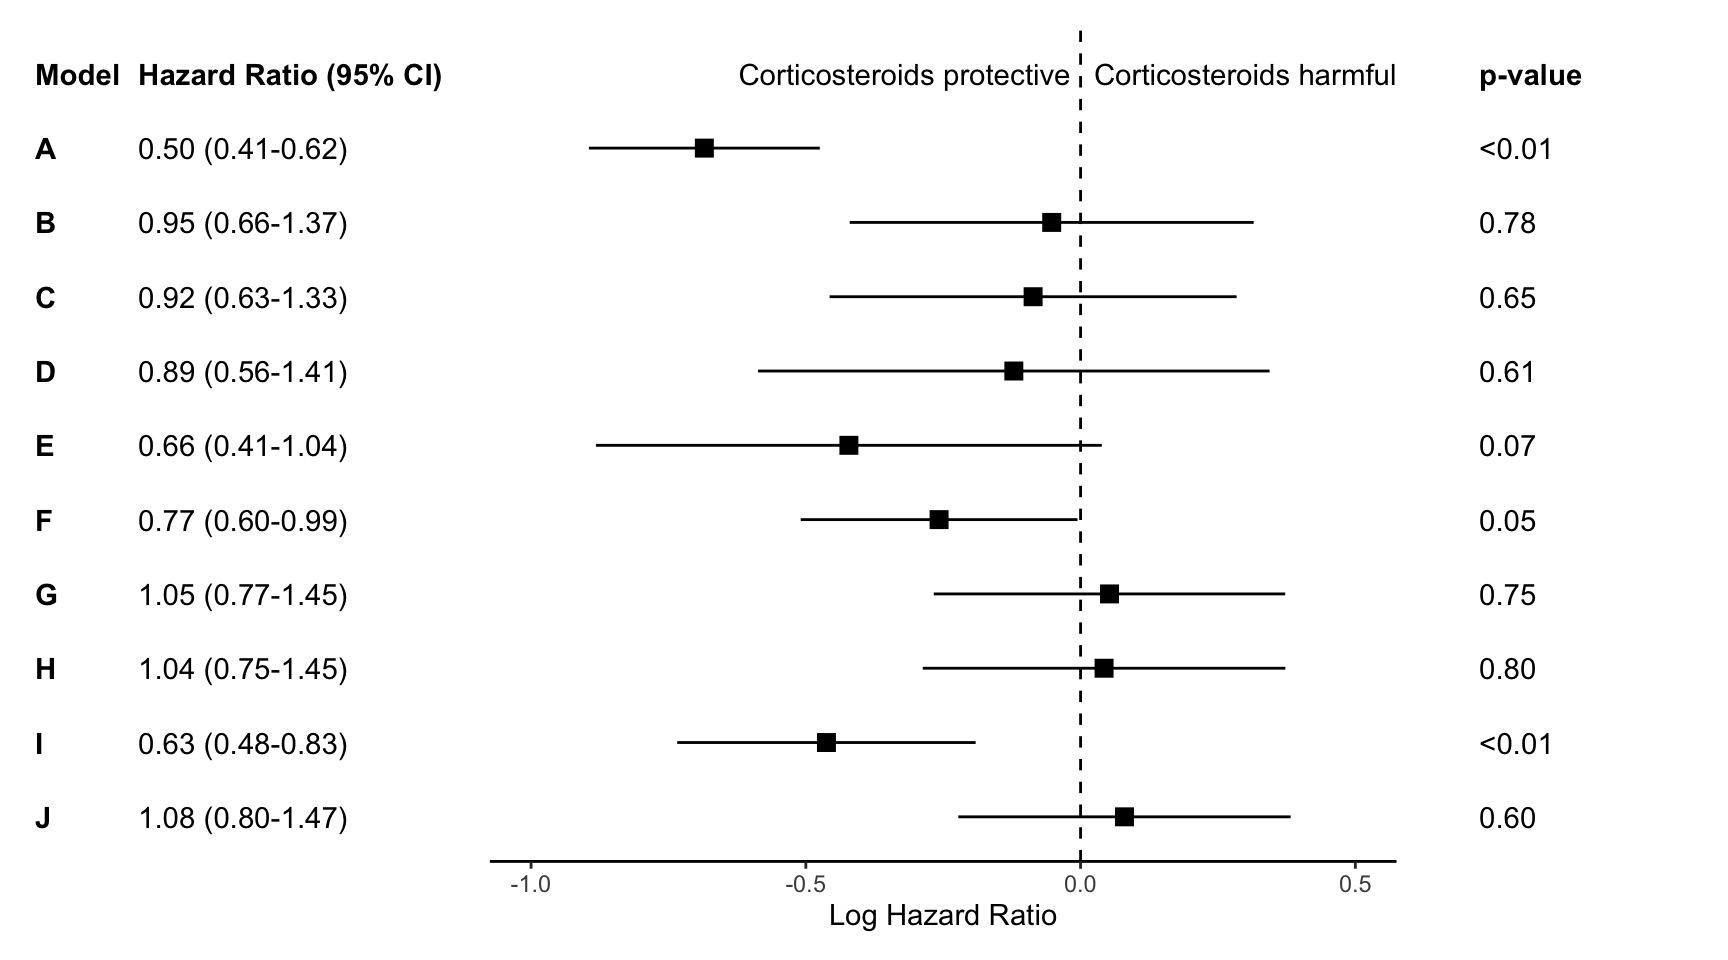 Model Hazard Ratio (95% CI) Corticosteroids protective Corticosteroids harmful p-value
A 0.50 (0.41-0.62) <0.01
B 0.95 (0.66-1.37) 0.78
C 0.92 (0.63-1.33) 0.65
D 0.89 (0.56-1.41) 0.61
E 0.66 (0.41-1.04) 0.07
F 0.77 (0.60-0.99) 0.05
G 1.05 (0.77-1.45) 0.75
H 1.04 (0.75-1.45) 0.80
I 0.63 (0.48-0.83) <0.01
J 1.08 (0.80-1.47) 0.60
-1.0 -0.5 0.0 0.5
Log Hazard Ratio